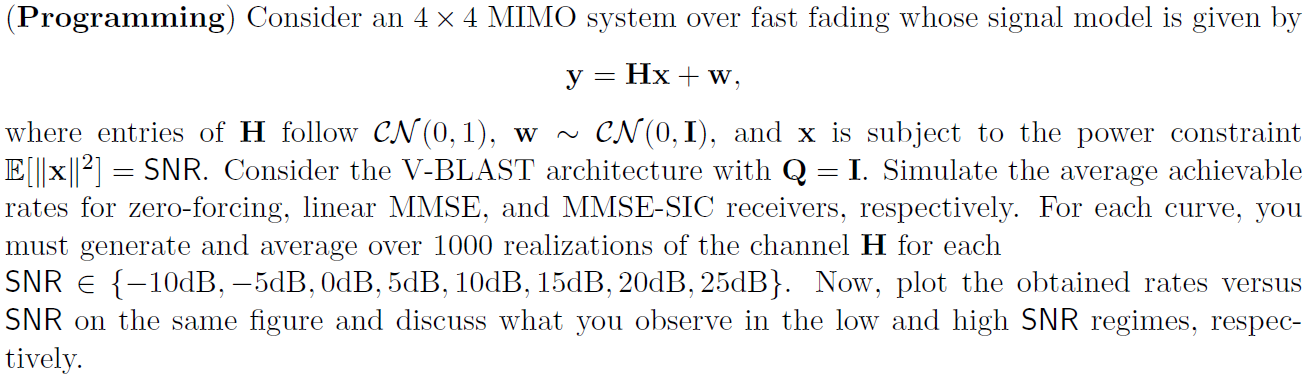 (Programming) Consider an 4 × 4 MIMO system over fast fading whose signal model is given by
y = Hx + w,
where entries of H follow 𝒞𝒩(0, 1), w ∼ 𝒞𝒩(0, I), and x is subject to the power constraint
𝔼[‖x‖²] = SNR. Consider the V-BLAST architecture with Q = I. Simulate the average achievable
rates for zero-forcing, linear MMSE, and MMSE-SIC receivers, respectively. For each curve, you
must generate and average over 1000 realizations of the channel H for each
SNR ∈ {−10dB, −5dB, 0dB, 5dB, 10dB, 15dB, 20dB, 25dB}. Now, plot the obtained rates versus
SNR on the same figure and discuss what you observe in the low and high SNR regimes, respec-
tively.